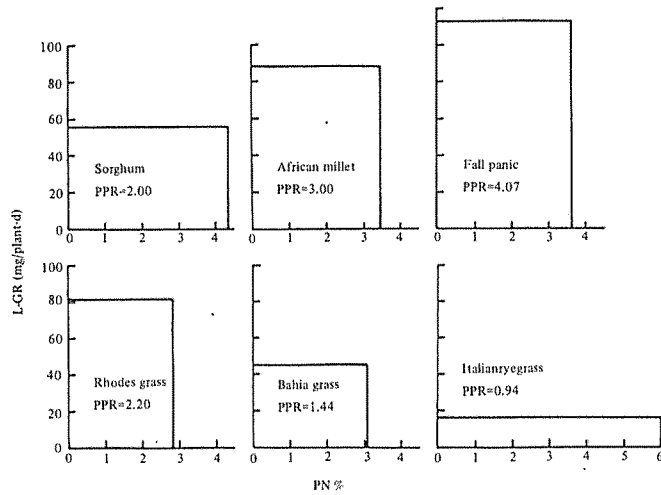 L-GR (mg/plant·d)
100
80
60
40
20
0
Sorghum
PPR=2.00
0 1 2 3 4
African millet
PPR=3.00
0 1 2 3 4
Fall panic
PPR=4.07
0 1 2 3 4
100
80
60
40
20
0
Rhodes grass
PPR=2.20
0 1 2 3 4
Bahia grass
PPR=1.44
0 1 2 3 4
Italianryegrass
PPR=0.94
0 1 2 3 4 5 6
PN %